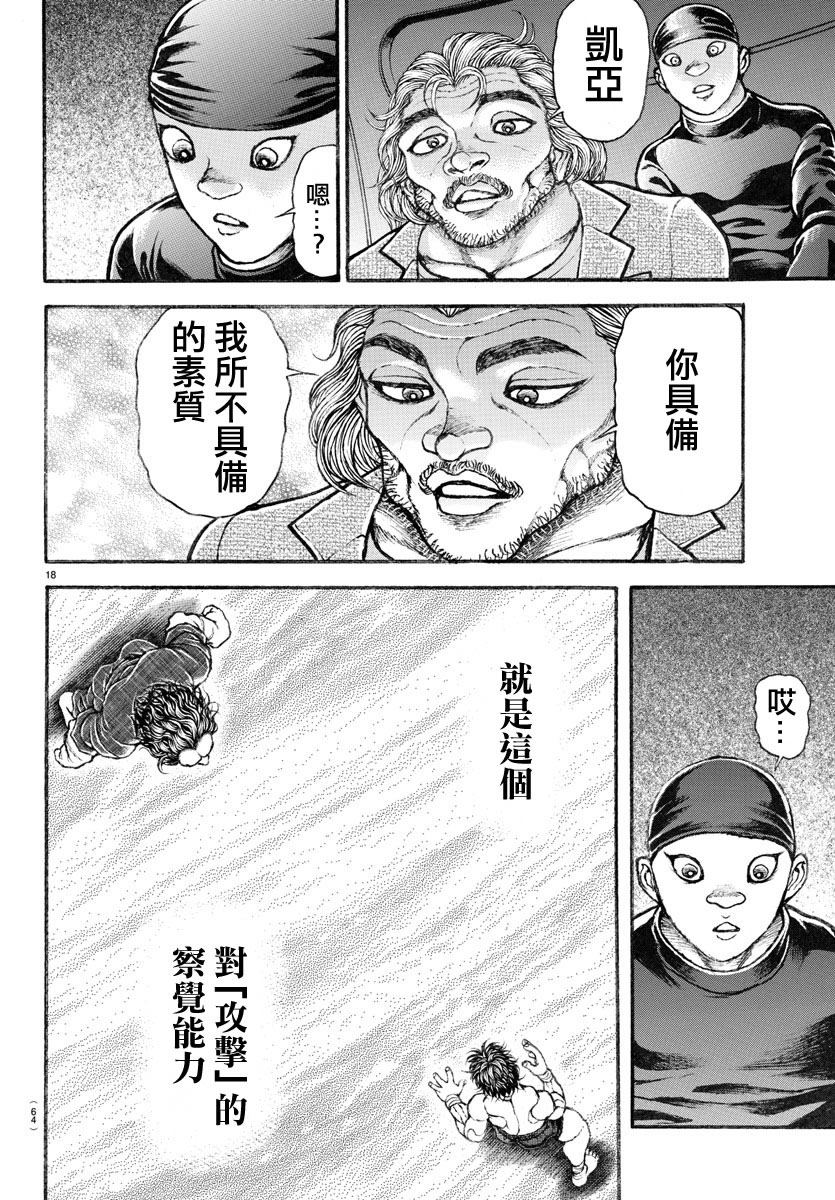 凱亞
嗯…?
你具備
我所不具備
的素質
哎…
就是這個
對「攻擊」的
察覺能力
18
(64)